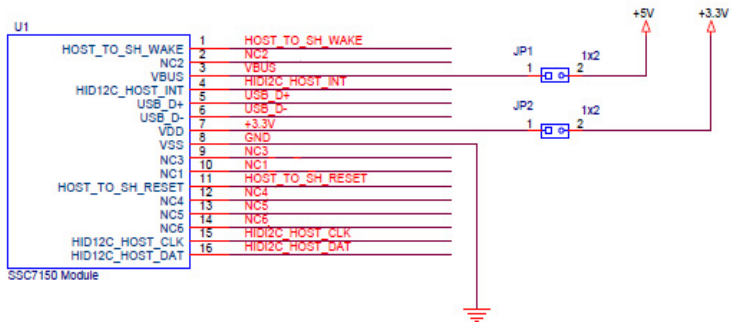 U1
+5V
+3.3V
HOST_TO_SH_WAKE 1 HOST_TO_SH_WAKE
NC2 2 NC2
VBUS 3 VBUS
JP1 1 2 1x2
HID12C_HOST_INT 4 HIDI2C_HOST_INT
USB_D+ 5 USB_D+
USB_D- 6 USB_D-
VDD 7 +3.3V
JP2 1 2 1x2
VSS 8 GND
NC3 9 NC3
NC1 10 NC1
HOST_TO_SH_RESET 11 HOST_TO_SH_RESET
NC4 12 NC4
NC5 13 NC5
NC6 14 NC6
HID12C_HOST_CLK 15 HIDI2C_HOST_CLK
HID12C_HOST_DAT 16 HIDI2C_HOST_DAT
SSC7150 Module